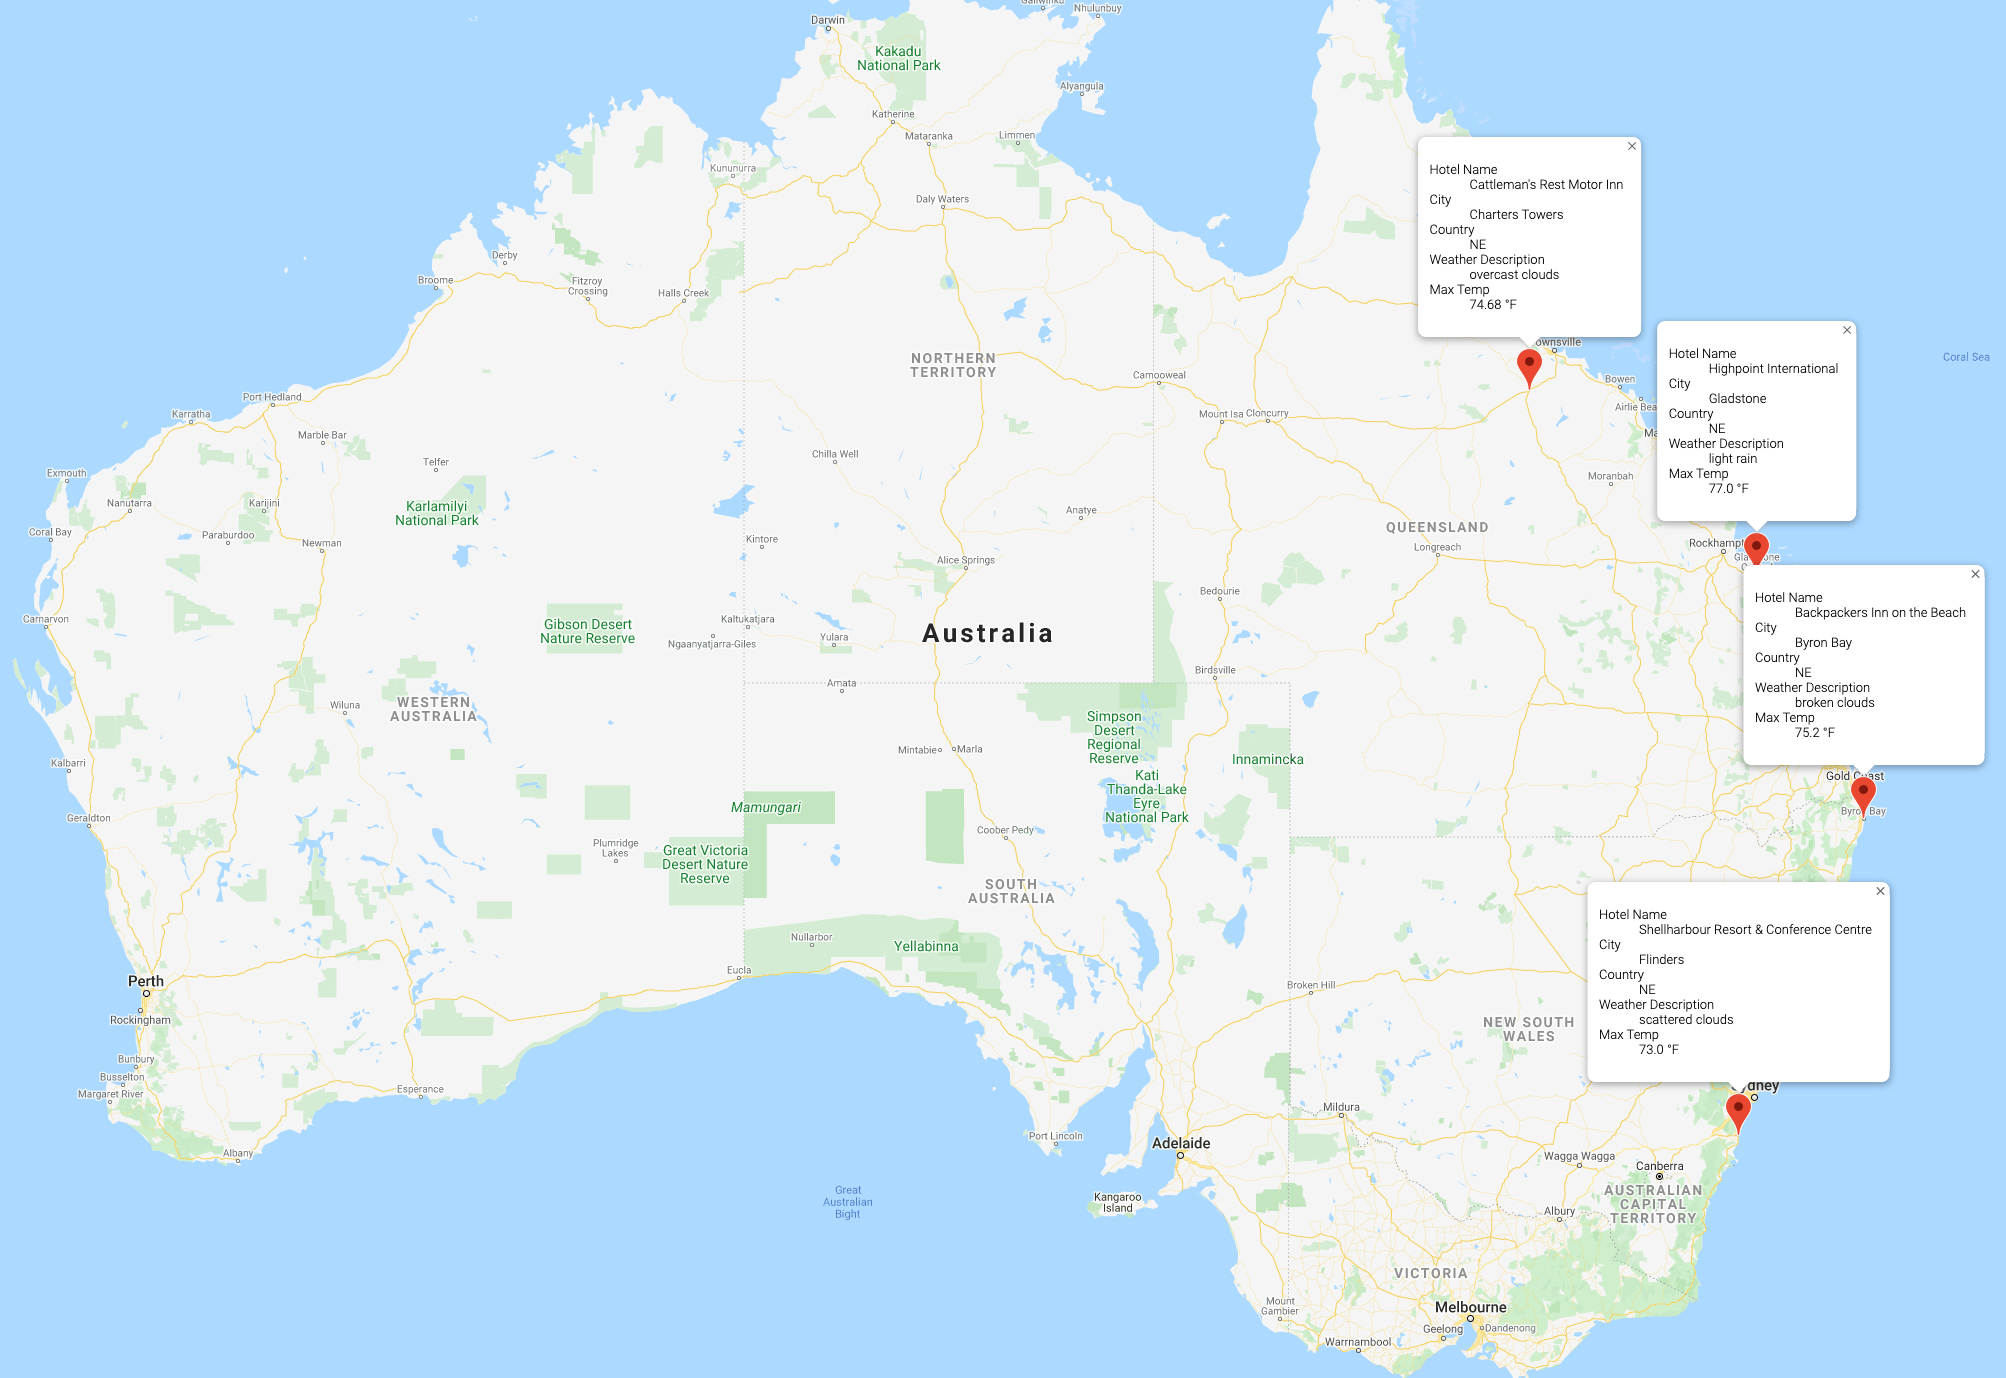 Galiwinku
Nhulunbuy
Darwin
Kakadu
National Park
Alyangula
Katherine
Mataranka
Limmen
Kununurra
Daly Waters
Derby
Broome
Fitzroy
Crossing
Halls Creek
NORTHERN
TERRITORY
Camooweal
Port Hedland
Karratha
Marble Bar
Mount Isa
Cloncurry
Telfer
Chilla Well
Exmouth
Nanutarra
Karijini
Karlamilyi
National Park
Anatye
Coral Bay
Paraburdoo
Newman
Kintore
Alice Springs
QUEENSLAND
Longreach
Moranbah
Bowen
Airlie Bea
Ma
ownsville
Coral Sea
Hotel Name
Cattleman's Rest Motor Inn
City
Charters Towers
Country
NE
Weather Description
overcast clouds
Max Temp
74.68 °F
Hotel Name
Highpoint International
City
Gladstone
Country
NE
Weather Description
light rain
Max Temp
77.0 °F
Rockhampt
Hotel Name
Backpackers Inn on the Beach
City
Byron Bay
Country
NE
Weather Description
broken clouds
Max Temp
75.2 °F
Gold Coast
Byron Bay
Carnarvon
Gibson Desert
Nature Reserve
Kaltukatjara
Ngaanyatjarra-Giles
Yulara
Australia
Bedourie
Birdsville
Amata
WESTERN
AUSTRALIA
Wiluna
Simpson
Desert
Regional
Reserve
Mintabie
Marla
Innamincka
Kalbarri
Kati
Thanda-Lake
Eyre
National Park
Mamungari
Geraldton
Coober Pedy
Plumridge
Lakes
Great Victoria
Desert Nature
Reserve
SOUTH
AUSTRALIA
Nullarbor
Yellabinna
Eucla
Perth
Rockingham
Broken Hill
NEW SOUTH
WALES
Hotel Name
Shellharbour Resort & Conference Centre
City
Flinders
Country
NE
Weather Description
scattered clouds
Max Temp
73.0 °F
dney
Bunbury
Busselton
Margaret River
Esperance
Mildura
Port Lincoln
Adelaide
Albany
Wagga Wagga
Canberra
AUSTRALIAN
CAPITAL
TERRITORY
Great
Australian
Bight
Kangaroo
Island
Albury
VICTORIA
Mount
Gambier
Melbourne
Geelong
Dandenong
Warrnambool